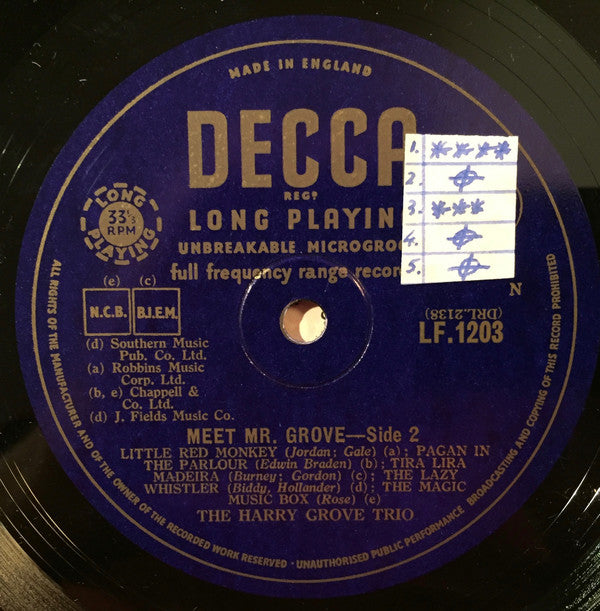 MADE IN ENGLAND
DECCA
REGD
LONG PLAYIN
UNBREAKABLE MICROGROO
full frequency range record
LONG
33⅓
RPM
PLAYING
1. ****
2. ϕ
3. ***
4. ϕ
5. ϕ
(e) (c)
N.C.B. B.I.E.M.
N
(DRL.2138)
LF.1203
(d) Southern Music
Pub. Co. Ltd.
(a) Robbins Music
Corp. Ltd.
(b, e) Chappell &
Co. Ltd.
(d) J. Fields Music Co.
MEET MR. GROVE—Side 2
LITTLE RED MONKEY (Jordan; Gale) (a); PAGAN IN
THE PARLOUR (Edwin Braden) (b); TIRA LIRA
MADEIRA (Burney; Gordon) (c); THE LAZY
WHISTLER (Biddy, Hollander) (d); THE MAGIC
MUSIC BOX (Rose) (e)
THE HARRY GROVE TRIO
ALL RIGHTS OF THE MANUFACTURER AND OF THE OWNER OF THE RECORDED WORK RESERVED · UNAUTHORISED PUBLIC PERFORMANCE BROADCASTING AND COPYING OF THIS RECORD PROHIBITED